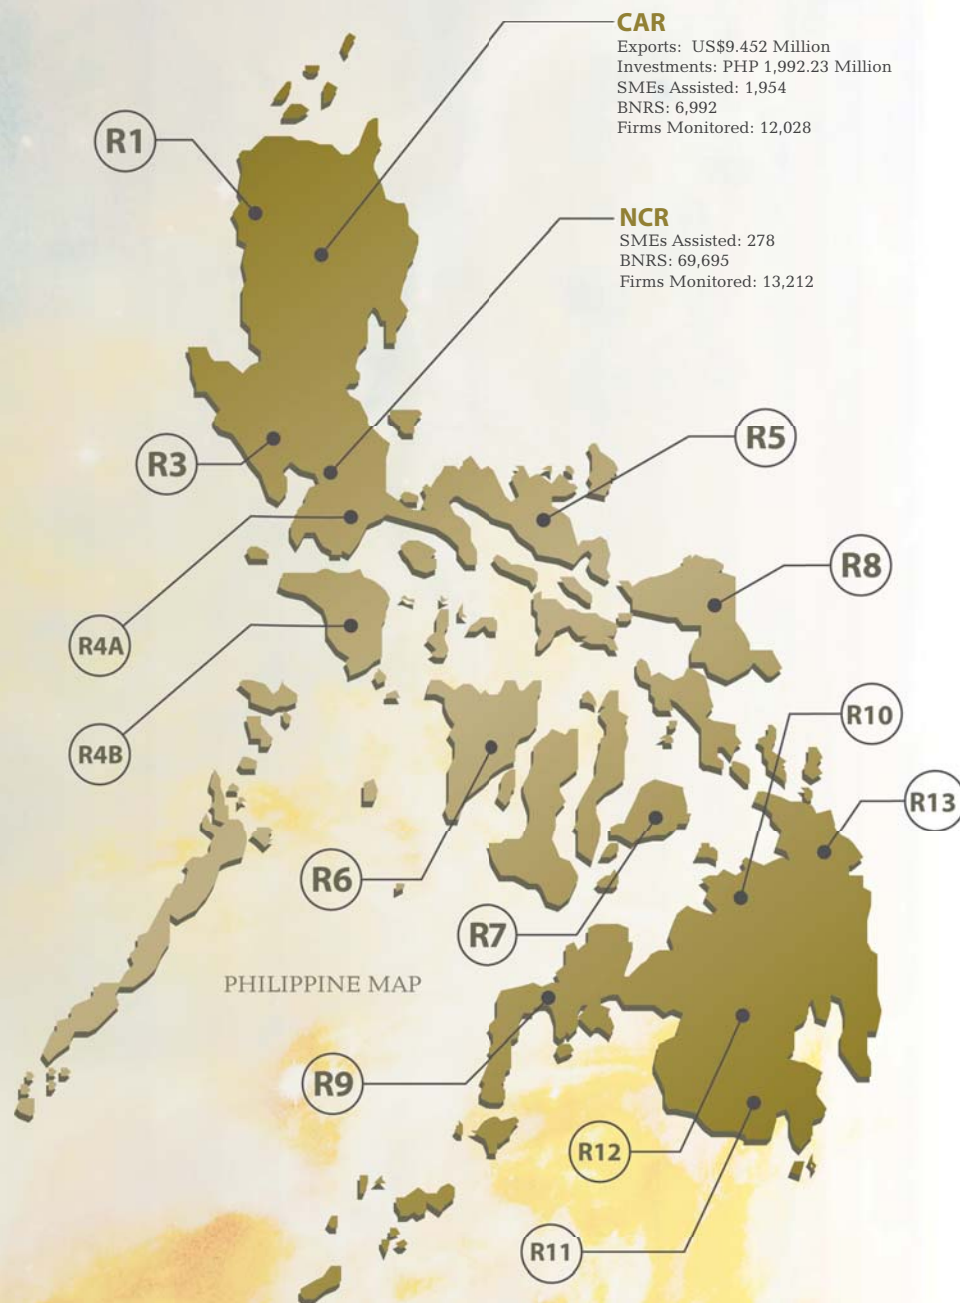 CAR
Exports:  US$9.452 Million
Investments: PHP 1,992.23 Million
SMEs Assisted: 1,954
BNRS: 6,992
Firms Monitored: 12,028
R1
NCR
SMEs Assisted: 278
BNRS: 69,695
Firms Monitored: 13,212
R3
R5
R8
R4A
R4B
R10
R13
R6
R7
PHILIPPINE MAP
R9
R12
R11